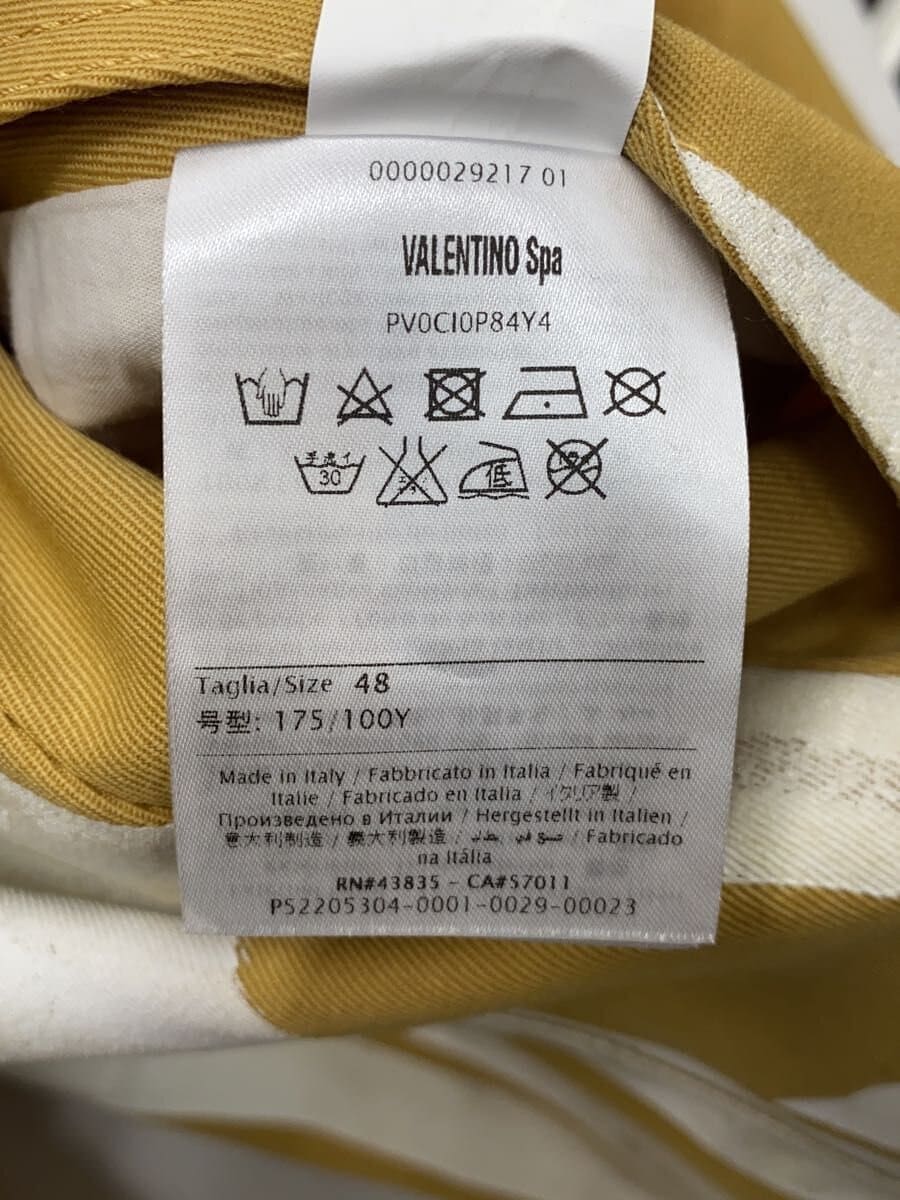 0000029217 01
VALENTINO Spa
PV0CI0P84Y4
手洗イ
30
低
Taglia/Size 48
号型: 175/100Y
Made in Italy / Fabbricato in Italia / Fabriqué en
Italie / Fabricado en Italia / イタリア製 /
Произведено в Италии / Hergestellt in Italien /
意大利制造 / 義大利製造 / صنع في إيطاليا / Fabricado
na Itália
RN#43835 - CA#57011
P52205304-0001-0029-00023